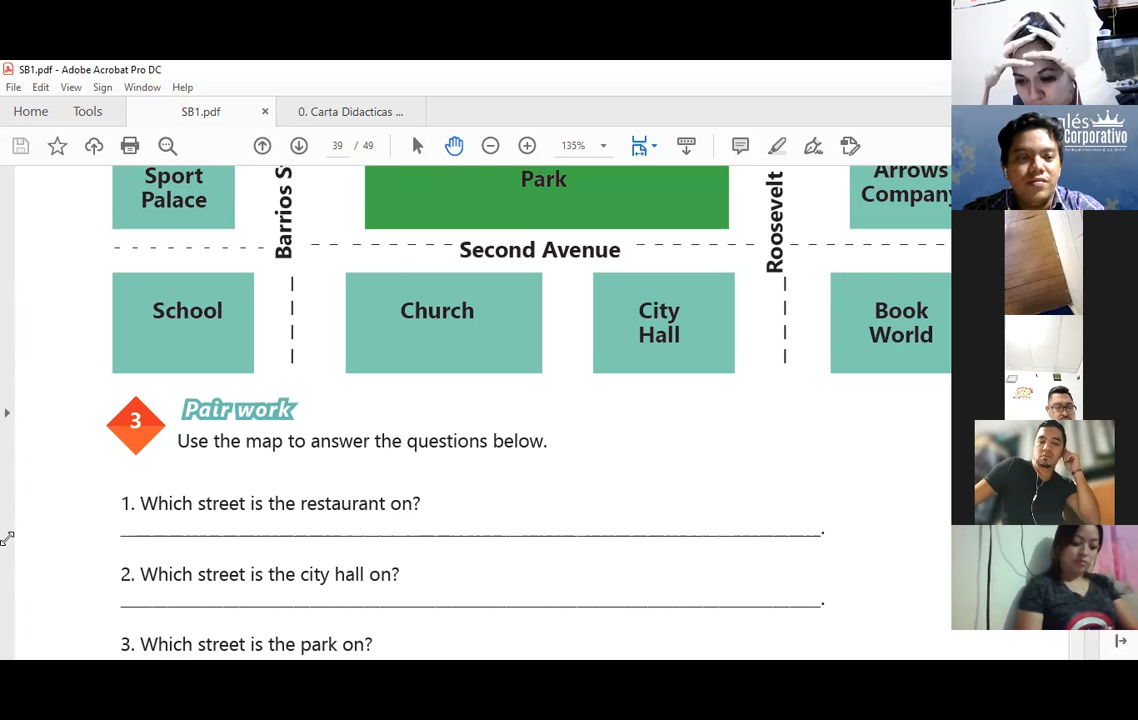 SB1.pdf - Adobe Acrobat Pro DC
File Edit View Sign Window Help
Home Tools SB1.pdf × 0. Carta Didacticas ...
39 / 49 135%
Sport
Palace
Barrios S
Park
Roosevelt
Arrows
Company
Second Avenue
School
Church
City
Hall
Book
World
3 Pair work
Use the map to answer the questions below.
1. Which street is the restaurant on?
2. Which street is the city hall on?
3. Which street is the park on?
glés
Corporativo